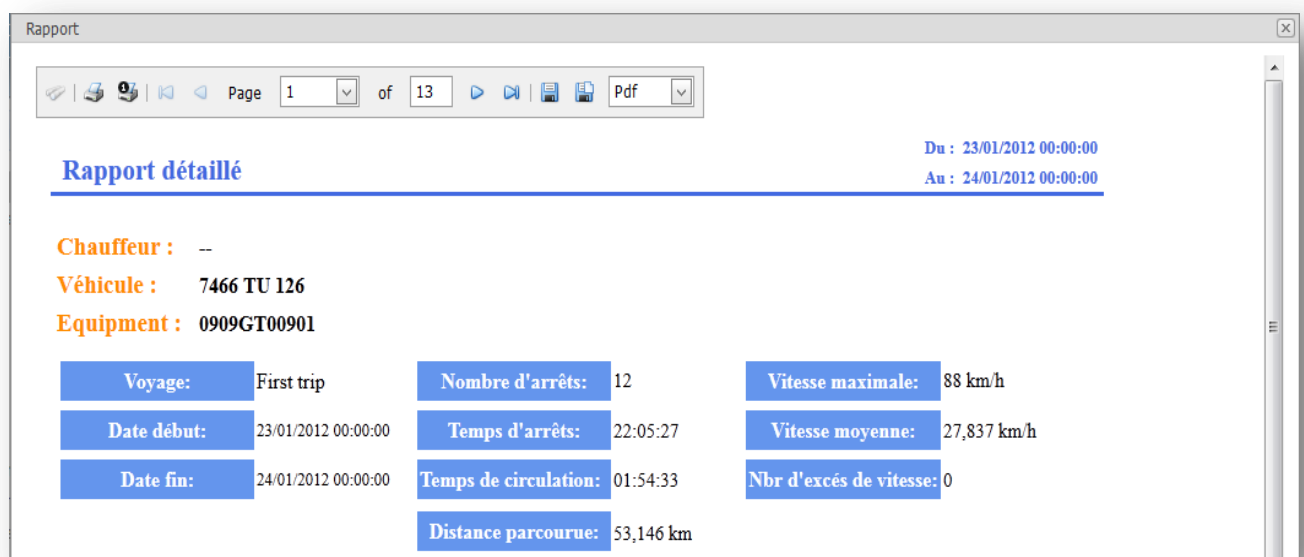 Rapport
Page 1 of 13 Pdf
Du : 23/01/2012 00:00:00
Rapport détaillé
Au : 24/01/2012 00:00:00
Chauffeur : --
Véhicule : 7466 TU 126
Equipment : 0909GT00901
Voyage: First trip Nombre d'arrêts: 12 Vitesse maximale: 88 km/h
Date début: 23/01/2012 00:00:00 Temps d'arrêts: 22:05:27 Vitesse moyenne: 27,837 km/h
Date fin: 24/01/2012 00:00:00 Temps de circulation: 01:54:33 Nbr d'excés de vitesse: 0
Distance parcourue: 53,146 km